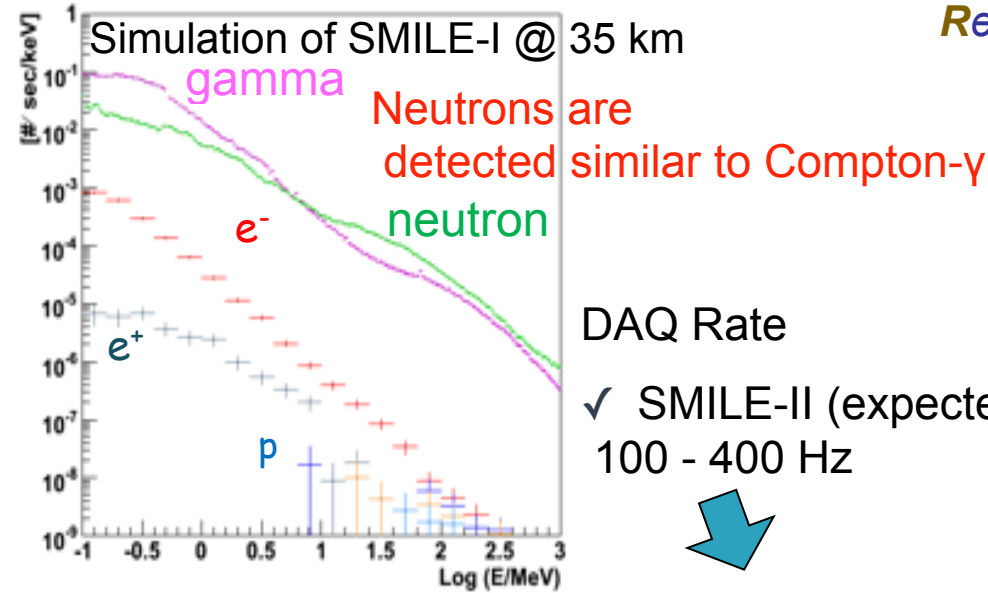 Simulation of SMILE-I @ 35 km
Re
gamma
Neutrons are
detected similar to Compton-γ
neutron
e⁻
e⁺
p
[#/ sec/keV]
1
10⁻¹
10⁻²
10⁻³
10⁻⁴
10⁻⁵
10⁻⁶
10⁻⁷
10⁻⁸
10⁻⁹
-1 -0.5 0 0.5 1 1.5 2 2.5 3
Log (E/MeV)
DAQ Rate
✓ SMILE-II (expecte
100 - 400 Hz